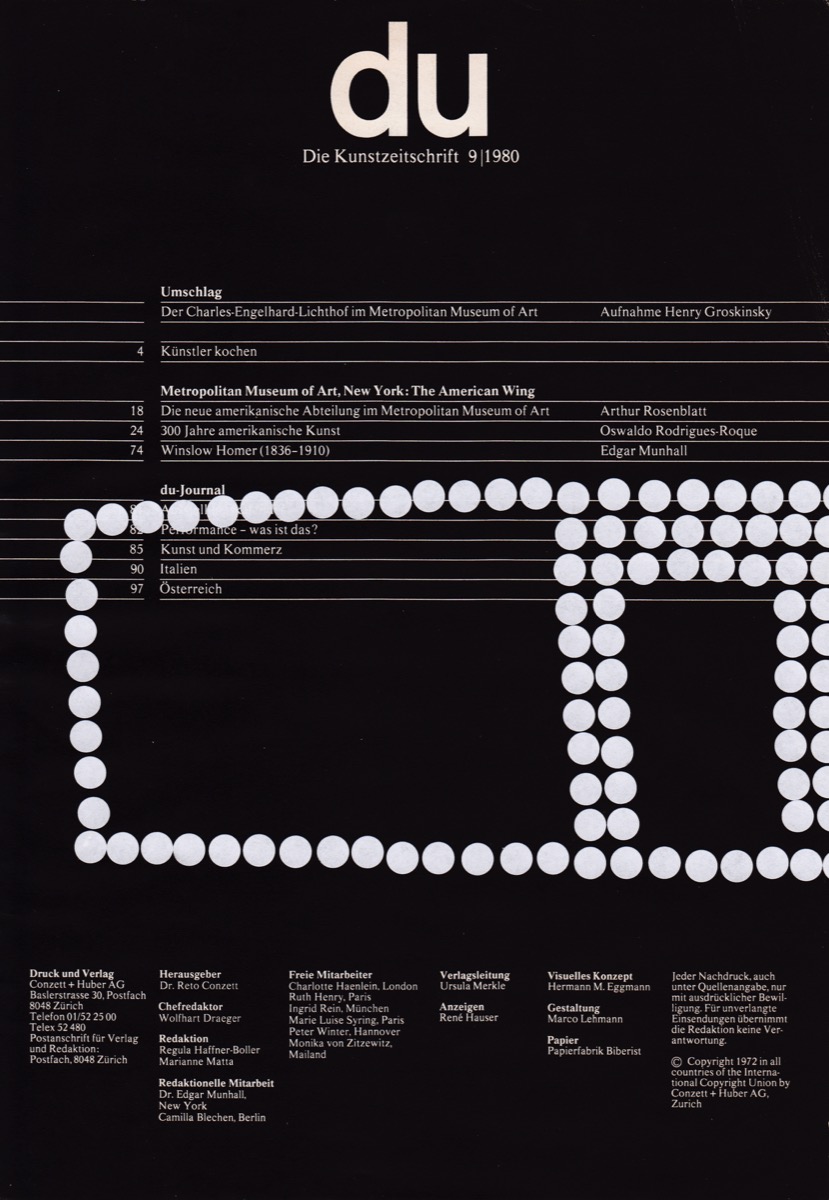 du
Die Kunstzeitschrift 9|1980
Umschlag
Der Charles-Engelhard-Lichthof im Metropolitan Museum of Art Aufnahme Henry Groskinsky
4 Künstler kochen
Metropolitan Museum of Art, New York: The American Wing
18 Die neue amerikanische Abteilung im Metropolitan Museum of Art Arthur Rosenblatt
24 300 Jahre amerikanische Kunst Oswaldo Rodrigues-Roque
74 Winslow Homer (1836–1910) Edgar Munhall
du-Journal
82 Performance – was ist das?
85 Kunst und Kommerz
90 Italien
97 Österreich
Druck und Verlag
Conzett + Huber AG
Baslerstrasse 30, Postfach
8048 Zürich
Telefon 01/52 25 00
Telex 52 480
Postanschrift für Verlag
und Redaktion:
Postfach, 8048 Zürich
Herausgeber
Dr. Reto Conzett
Chefredaktor
Wolfhart Draeger
Redaktion
Regula Haffner-Boller
Marianne Matta
Redaktionelle Mitarbeit
Dr. Edgar Munhall,
New York
Camilla Blechen, Berlin
Freie Mitarbeiter
Charlotte Haenlein, London
Ruth Henry, Paris
Ingrid Rein, München
Marie Luise Syring, Paris
Peter Winter, Hannover
Monika von Zitzewitz,
Mailand
Verlagsleitung
Ursula Merkle
Anzeigen
René Hauser
Visuelles Konzept
Hermann M. Eggmann
Gestaltung
Marco Lehmann
Papier
Papierfabrik Biberist
Jeder Nachdruck, auch
unter Quellenangabe, nur
mit ausdrücklicher Bewil-
ligung. Für unverlangte
Einsendungen übernimmt
die Redaktion keine Ver-
antwortung.
© Copyright 1972 in all
countries of the Interna-
tional Copyright Union by
Conzett + Huber AG,
Zurich